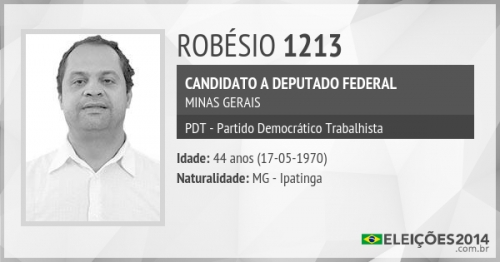 ROBÉSIO 1213
CANDIDATO A DEPUTADO FEDERAL
MINAS GERAIS
PDT - Partido Democrático Trabalhista
Idade: 44 anos (17-05-1970)
Naturalidade: MG - Ipatinga
ELEIÇÕES2014
.com.br